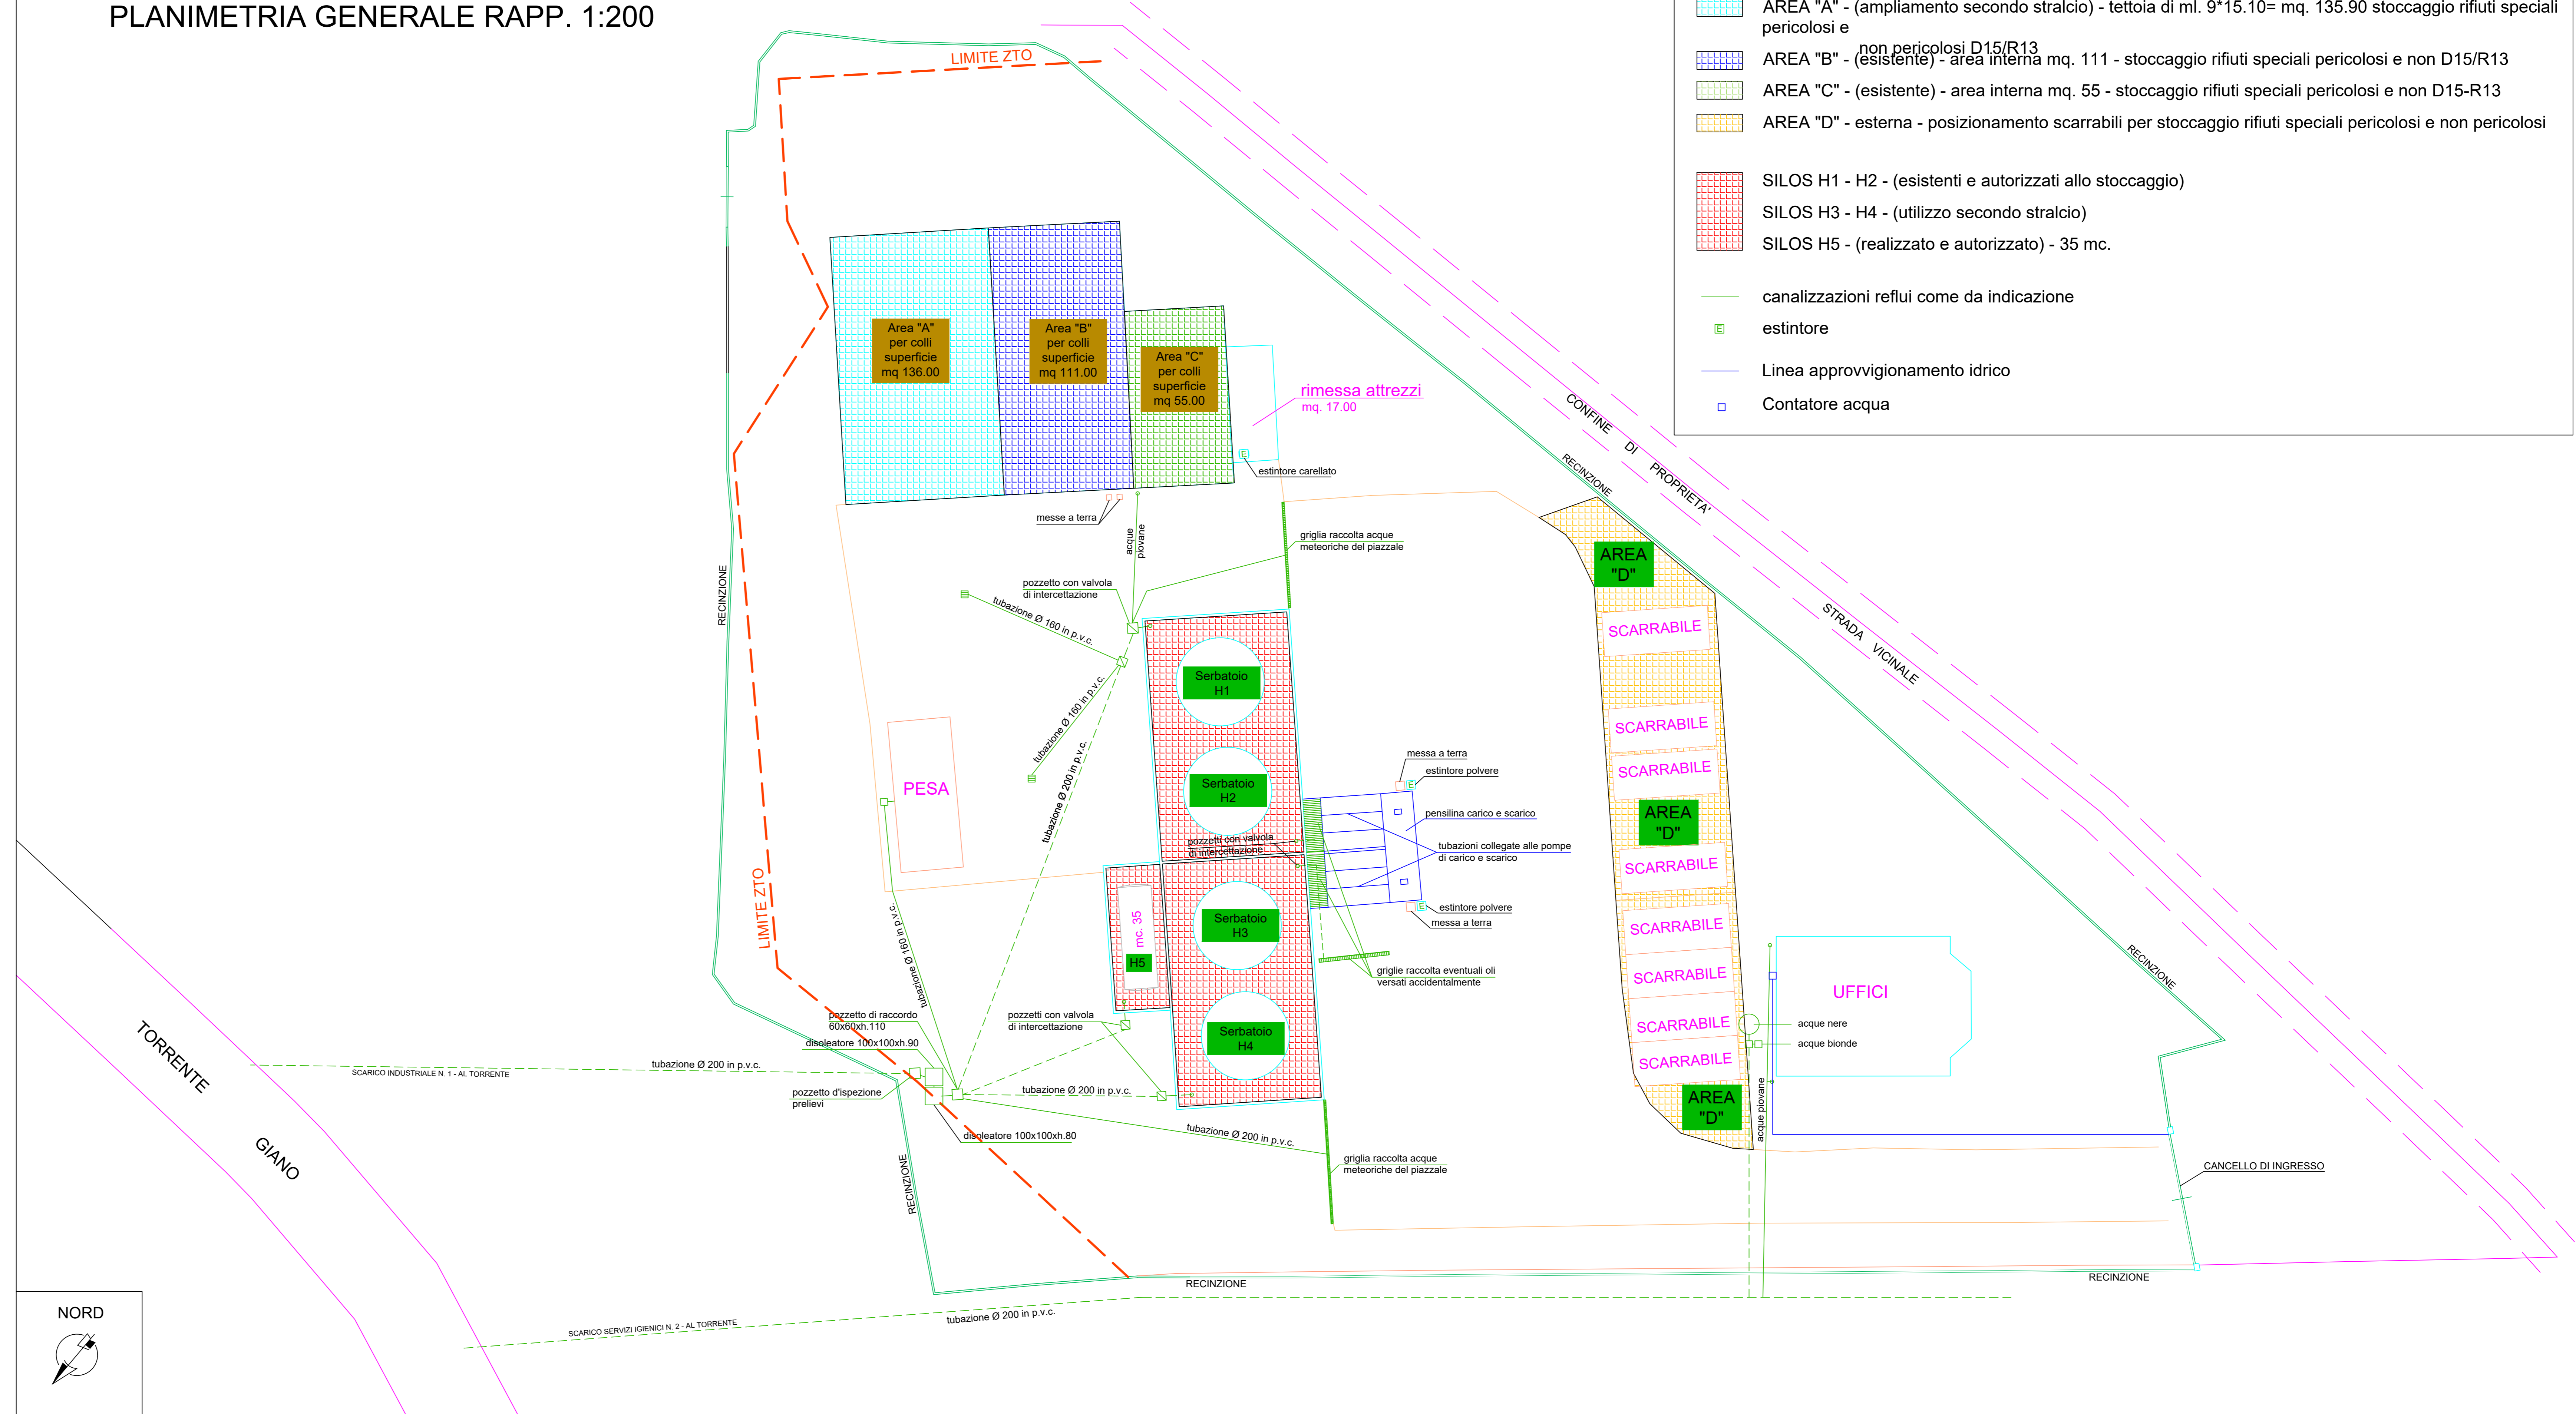 PLANIMETRIA GENERALE RAPP. 1:200
AREA "A" - (ampliamento secondo stralcio) - tettoia di ml. 9*15.10= mq. 135.90 stoccaggio rifiuti speciali
pericolosi e
non pericolosi D15/R13
AREA "B" - (esistente) - area interna mq. 111 - stoccaggio rifiuti speciali pericolosi e non D15/R13
AREA "C" - (esistente) - area interna mq. 55 - stoccaggio rifiuti speciali pericolosi e non D15-R13
AREA "D" - esterna - posizionamento scarrabili per stoccaggio rifiuti speciali pericolosi e non pericolosi
SILOS H1 - H2 - (esistenti e autorizzati allo stoccaggio)
SILOS H3 - H4 - (utilizzo secondo stralcio)
SILOS H5 - (realizzato e autorizzato) - 35 mc.
canalizzazioni reflui come da indicazione
E
estintore
Linea approvvigionamento idrico
Contatore acqua
LIMITE ZTO
Area "A"
per colli
superficie
mq 136.00
Area "B"
per colli
superficie
mq 111.00
Area "C"
per colli
superficie
mq 55.00
rimessa attrezzi
mq. 17.00
E
estintore carellato
messe a terra
acque
piovane
griglia raccolta acque
meteoriche del piazzale
CONFINE DI PROPRIETA'
RECINZIONE
STRADA VICINALE
RECINZIONE
RECINZIONE
pozzetto con valvola
di intercettazione
tubazione Ø 160 in p.v.c.
tubazione Ø 160 in p.v.c.
tubazione Ø 200 in p.v.c.
AREA
"D"
SCARRABILE
SCARRABILE
SCARRABILE
AREA
"D"
SCARRABILE
SCARRABILE
SCARRABILE
SCARRABILE
SCARRABILE
AREA
"D"
Serbatoio
H1
Serbatoio
H2
pozzetti con valvola
di intercettazione
Serbatoio
H3
Serbatoio
H4
mc. 35
H5
PESA
messa a terra
E
estintore polvere
pensilina carico e scarico
tubazioni collegate alle pompe
di carico e scarico
E
estintore polvere
messa a terra
griglie raccolta eventuali oli
versati accidentalmente
LIMITE ZTO
tubazione Ø 160 in p.v.c.
pozzetto di raccordo
60x60xh.110
disoleatore 100x100xh.90
pozzetti con valvola
di intercettazione
tubazione Ø 200 in p.v.c.
SCARICO INDUSTRIALE N. 1 - AL TORRENTE
pozzetto d'ispezione
prelievi
tubazione Ø 200 in p.v.c.
disoleatore 100x100xh.80
tubazione Ø 200 in p.v.c.
griglia raccolta acque
meteoriche del piazzale
UFFICI
acque nere
acque bionde
acque piovane
CANCELLO DI INGRESSO
RECINZIONE
RECINZIONE
RECINZIONE
SCARICO SERVIZI IGIENICI N. 2 - AL TORRENTE
tubazione Ø 200 in p.v.c.
TORRENTE
GIANO
NORD